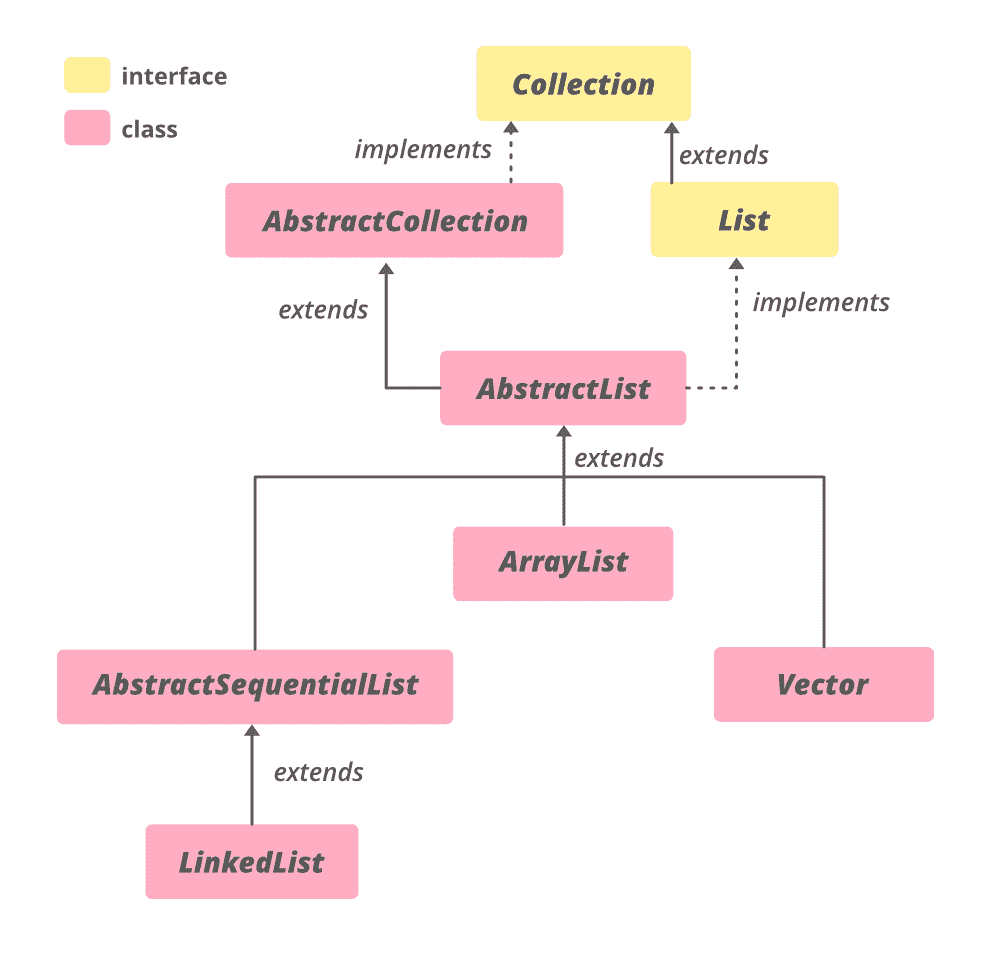 interface
class
Collection
implements
extends
AbstractCollection
List
extends
implements
AbstractList
extends
ArrayList
AbstractSequentialList
Vector
extends
LinkedList